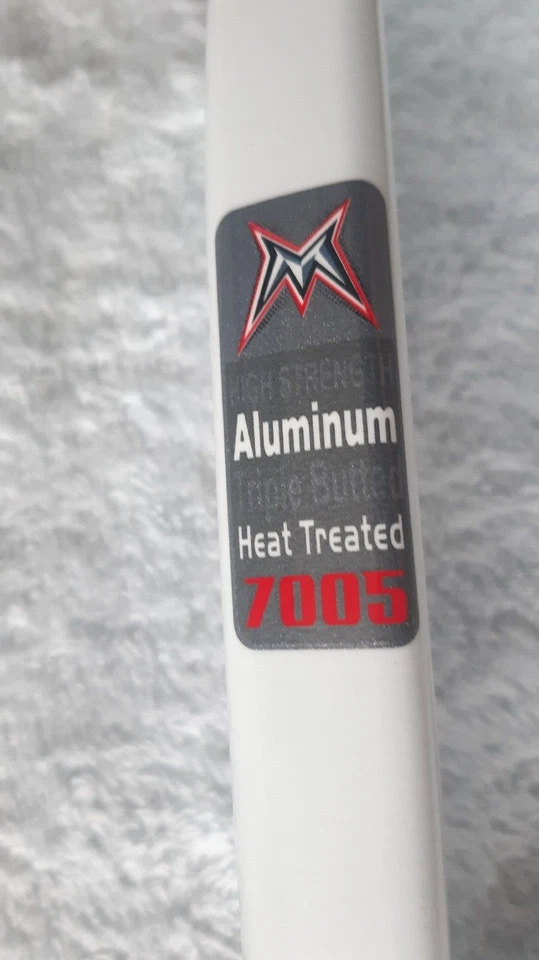 M
HIGH STRENGTH
Aluminum
Triple Butted
Heat Treated
7005